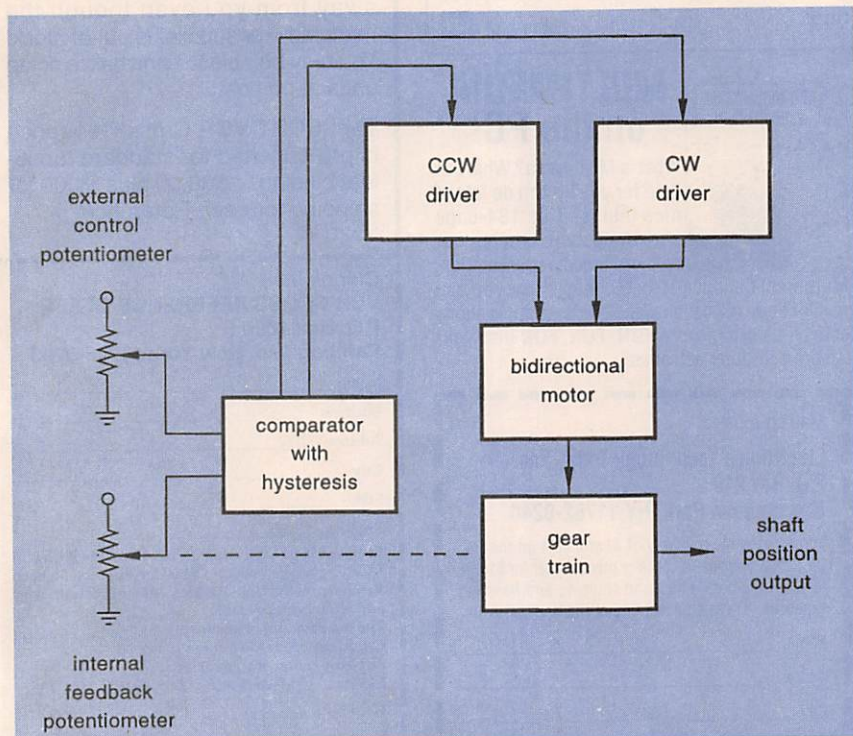 CCW
driver
CW
driver
external
control
potentiometer
bidirectional
motor
comparator
with
hysteresis
gear
train
shaft
position
output
internal
feedback
potentiometer